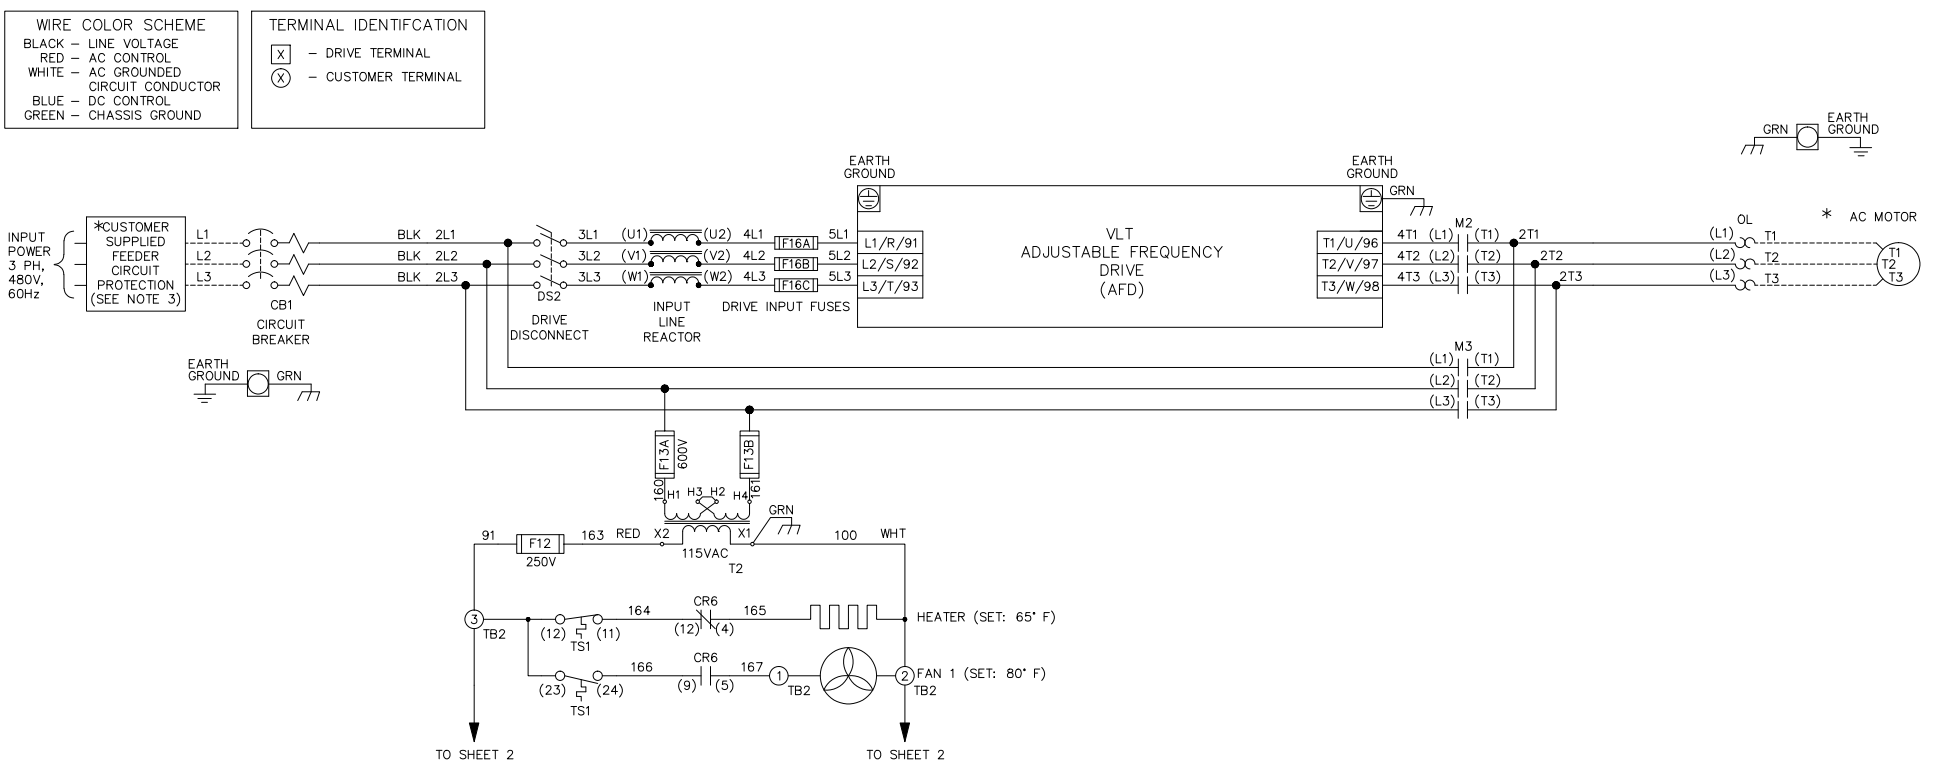 WIRE COLOR SCHEME
BLACK – LINE VOLTAGE
RED – AC CONTROL
WHITE – AC GROUNDED
CIRCUIT CONDUCTOR
BLUE – DC CONTROL
GREEN – CHASSIS GROUND
TERMINAL IDENTIFCATION
X – DRIVE TERMINAL
X – CUSTOMER TERMINAL
INPUT
POWER
3 PH,
480V,
60Hz
*CUSTOMER
SUPPLIED
FEEDER
CIRCUIT
PROTECTION
(SEE NOTE 3)
L1
L2
L3
CB1
CIRCUIT
BREAKER
BLK 2L1
BLK 2L2
BLK 2L3
DS2
DRIVE
DISCONNECT
3L1 (U1) (U2) 4L1 F16A 5L1
3L2 (V1) (V2) 4L2 F16B 5L2
3L3 (W1) (W2) 4L3 F16C 5L3
INPUT
LINE
REACTOR
DRIVE INPUT FUSES
EARTH
GROUND
L1/R/91
L2/S/92
L3/T/93
VLT
ADJUSTABLE FREQUENCY
DRIVE
(AFD)
EARTH
GROUND
GRN
T1/U/96
T2/V/97
T3/W/98
M2
4T1 (L1) (T1) 2T1
4T2 (L2) (T2) 2T2
4T3 (L3) (T3) 2T3
GRN
EARTH
GROUND
OL
* AC MOTOR
(L1) T1
(L2) T2
(L3) T3
T1
T2
T3
M3
(L1) (T1)
(L2) (T2)
(L3) (T3)
EARTH
GROUND
GRN
F13A
600V
F13B
160
161
H1 H3 H2 H4
GRN
91 F12 163 RED X2 X1 100 WHT
250V
115VAC
T2
3
TB2
(12) (11)
TS1
164
CR6
(12) (4)
165
HEATER (SET: 65° F)
(23) (24)
TS1
166
CR6
(9) (5)
167
1
TB2
2
TB2
FAN 1 (SET: 80° F)
TO SHEET 2
TO SHEET 2